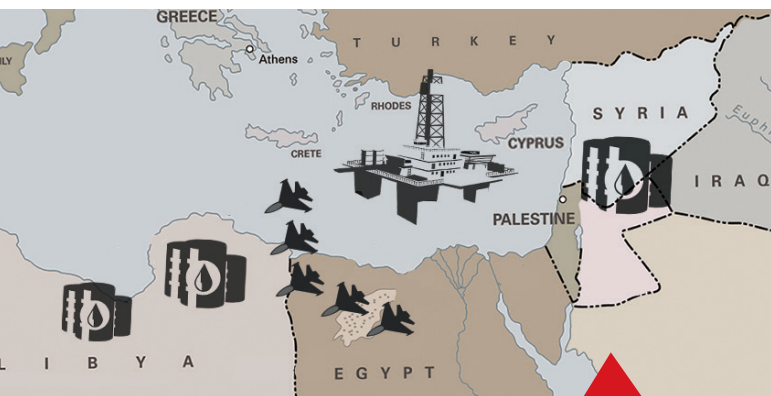 GREECE
TURKEY
Athens
RHODES
SYRIA
CYPRUS
CRETE
IRAQ
PALESTINE
LIBYA
EGYPT